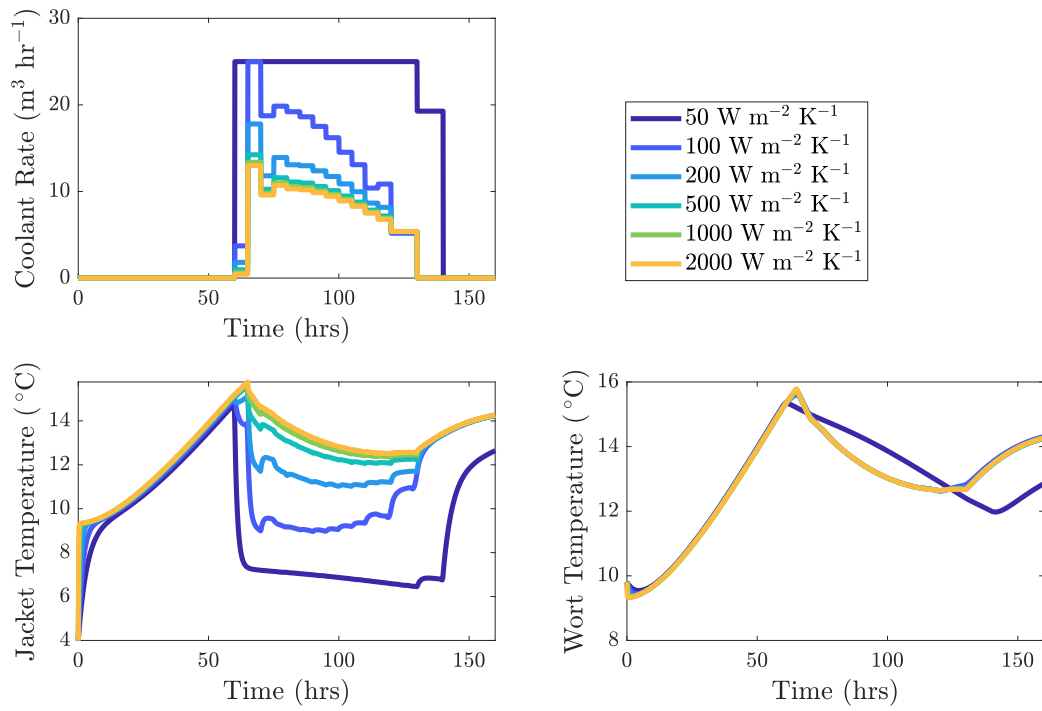 30
20
10
0
0 50 100 150
Coolant Rate (m³ hr⁻¹)
Time (hrs)
50 W m⁻² K⁻¹
100 W m⁻² K⁻¹
200 W m⁻² K⁻¹
500 W m⁻² K⁻¹
1000 W m⁻² K⁻¹
2000 W m⁻² K⁻¹
14
12
10
8
6
4
0 50 100 150
Jacket Temperature ( °C)
Time (hrs)
16
14
12
10
8
0 50 100 150
Wort Temperature ( °C)
Time (hrs)